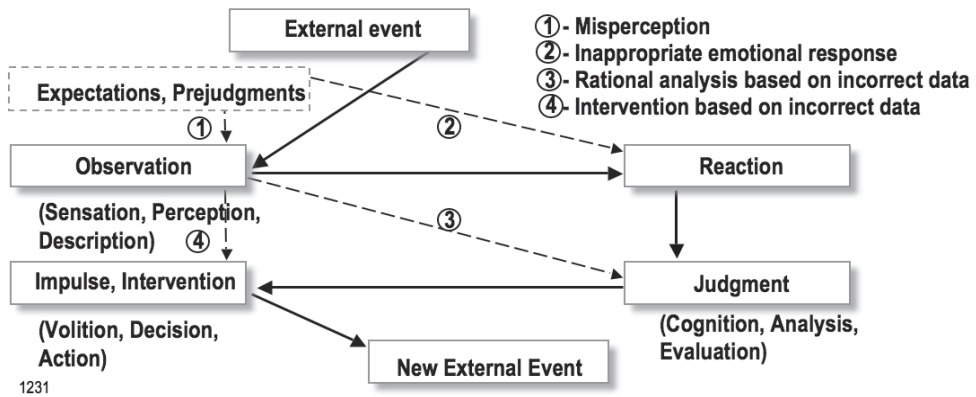 External event
① - Misperception
② - Inappropriate emotional response
③ - Rational analysis based on incorrect data
④ - Intervention based on incorrect data
Expectations, Prejudgments
①
②
Observation
Reaction
(Sensation, Perception,
Description)
③
④
Impulse, Intervention
Judgment
(Volition, Decision,
Action)
(Cognition, Analysis,
Evaluation)
New External Event
1231